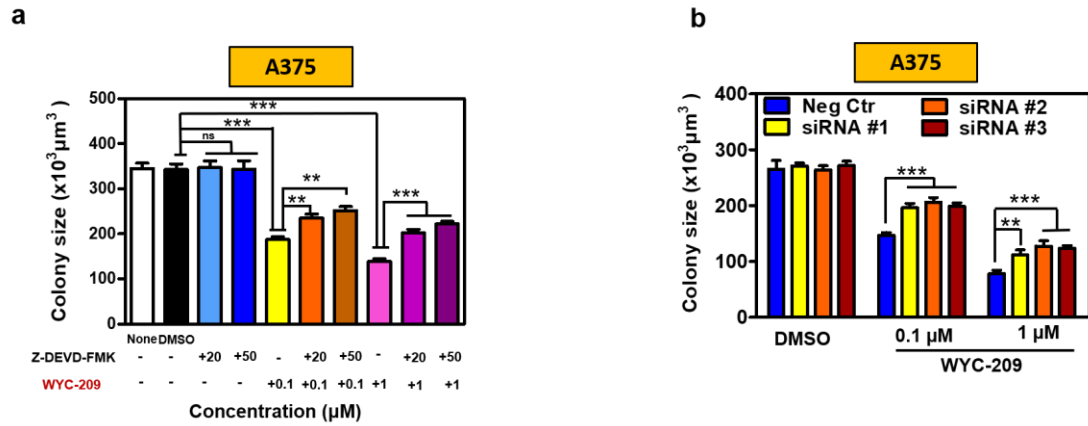 a
A375
Colony size (x10³μm³)
500
400
300
200
100
0
***
***
ns
**
**
***
None DMSO
Z-DEVD-FMK - - +20 +50 - +20 +50 - +20 +50
WYC-209 - - - - +0.1 +0.1 +0.1 +1 +1 +1
Concentration (μM)
b
A375
Colony size (x10³μm³)
400
300
200
100
0
Neg Ctr siRNA #2
siRNA #1 siRNA #3
***
***
**
DMSO 0.1 μM 1 μM
WYC-209